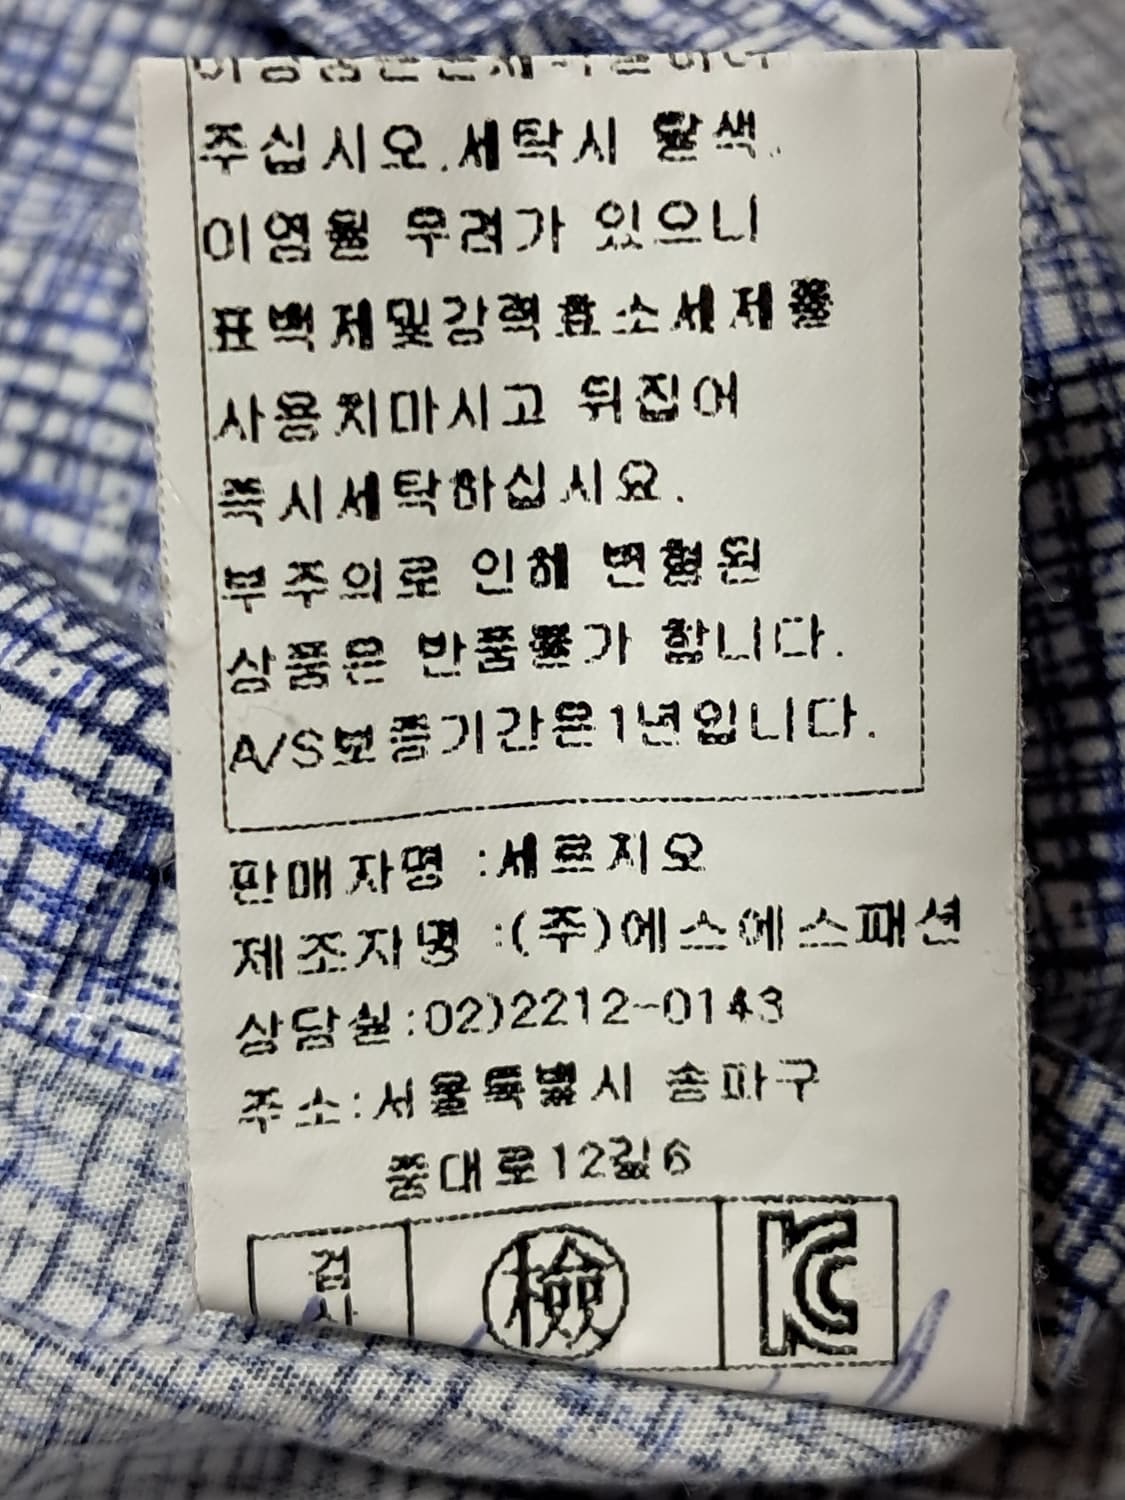 주십시오.세탁시 탈색.
이염될 우려가 있으니
표백제및강력효소세제를
사용치마시고 뒤집어
즉시세탁하십시요.
부주의로 인해 변형된
상품은 반품불가 합니다.
A/S보증기간은1년입니다.
판매자명 :세르지오
제조자명 :(주)에스에스패션
상담실:02)2212-0143
주소:서울특별시 송파구
중대로12길6
검사
檢
KC